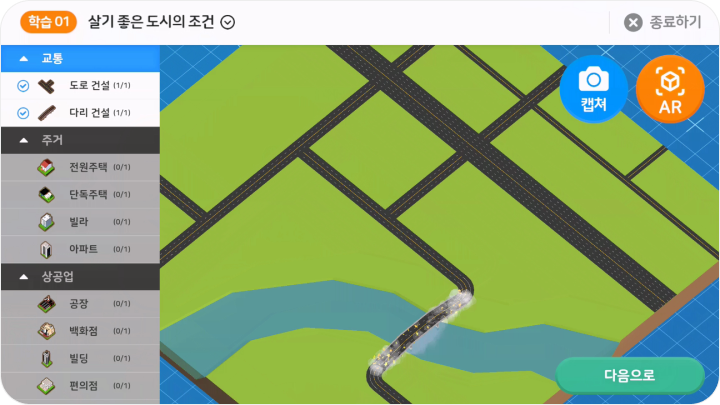 학습 01 살기 좋은 도시의 조건
종료하기
교통
도로 건설 (1/1)
다리 건설 (1/1)
주거
전원주택 (0/1)
단독주택 (0/1)
빌라 (0/1)
아파트 (0/1)
상공업
공장 (0/1)
백화점 (0/1)
빌딩 (0/1)
편의점 (0/1)
캡쳐
AR
다음으로